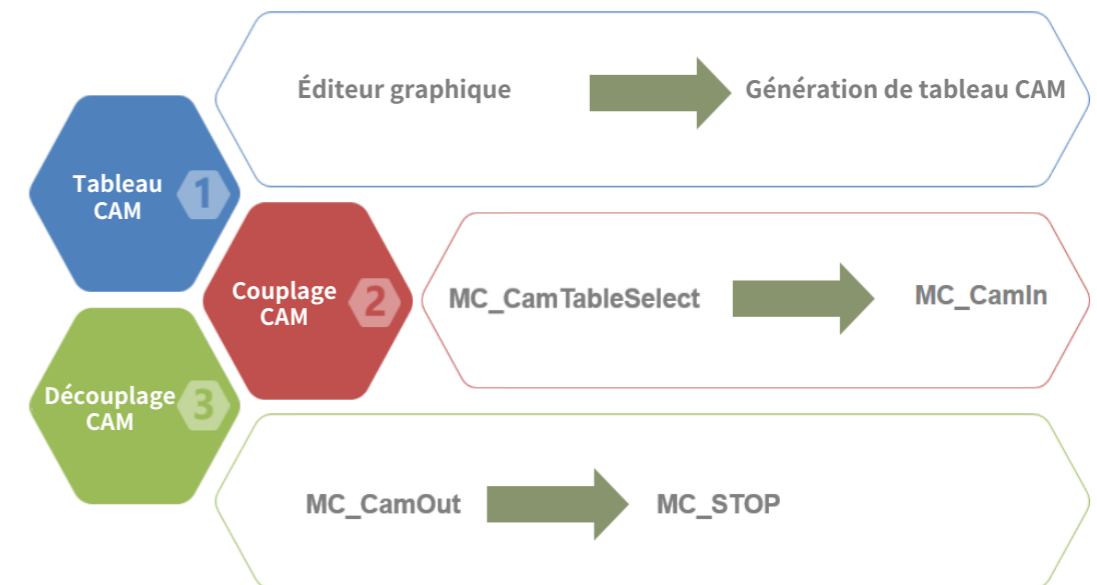 Éditeur graphique
Génération de tableau CAM
Tableau
CAM
1
Couplage
CAM
2
MC_CamTableSelect
MC_CamIn
Découplage
CAM
3
MC_CamOut
MC_STOP